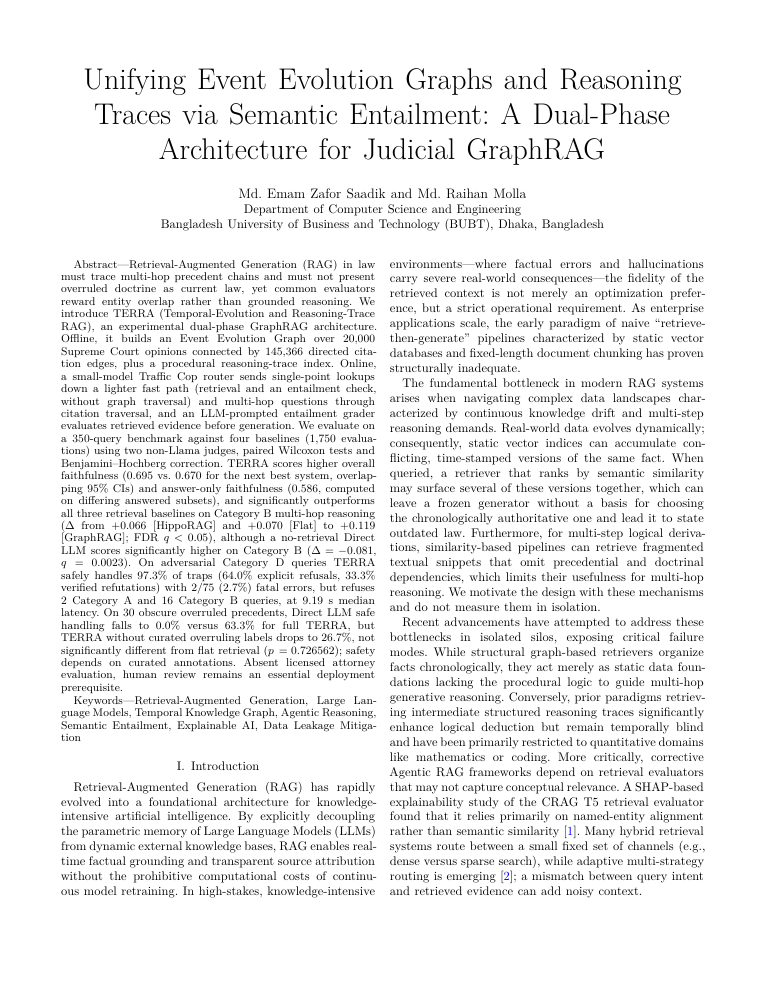 Unifying Event Evolution Graphs and Reasoning
Traces via Semantic Entailment: A Dual-Phase
Architecture for Judicial GraphRAG
Md. Emam Zafor Saadik and Md. Raihan Molla
Department of Computer Science and Engineering
Bangladesh University of Business and Technology (BUBT), Dhaka, Bangladesh
Abstract—Retrieval-Augmented Generation (RAG) in law
must trace multi-hop precedent chains and must not present
overruled doctrine as current law, yet common evaluators
reward entity overlap rather than grounded reasoning. We
introduce TERRA (Temporal-Evolution and Reasoning-Trace
RAG), an experimental dual-phase GraphRAG architecture.
Offline, it builds an Event Evolution Graph over 20,000
Supreme Court opinions connected by 145,366 directed cita-
tion edges, plus a procedural reasoning-trace index. Online,
a small-model Traffic Cop router sends single-point lookups
down a lighter fast path (retrieval and an entailment check,
without graph traversal) and multi-hop questions through
citation traversal, and an LLM-prompted entailment grader
evaluates retrieved evidence before generation. We evaluate on
a 350-query benchmark against four baselines (1,750 evalua-
tions) using two non-Llama judges, paired Wilcoxon tests and
Benjamini–Hochberg correction. TERRA scores higher overall
faithfulness (0.695 vs. 0.670 for the next best system, overlap-
ping 95% CIs) and answer-only faithfulness (0.586, computed
on differing answered subsets), and significantly outperforms
all three retrieval baselines on Category B multi-hop reasoning
(Δ from +0.066 [HippoRAG] and +0.070 [Flat] to +0.119
[GraphRAG]; FDR q < 0.05), although a no-retrieval Direct
LLM scores significantly higher on Category B (Δ = −0.081,
q = 0.0023). On adversarial Category D queries TERRA
safely handles 97.3% of traps (64.0% explicit refusals, 33.3%
verified refutations) with 2/75 (2.7%) fatal errors, but refuses
2 Category A and 16 Category B queries, at 9.19 s median
latency. On 30 obscure overruled precedents, Direct LLM safe
handling falls to 0.0% versus 63.3% for full TERRA, but
TERRA without curated overruling labels drops to 26.7%, not
significantly different from flat retrieval (p = 0.726562); safety
depends on curated annotations. Absent licensed attorney
evaluation, human review remains an essential deployment
prerequisite.
Keywords—Retrieval-Augmented Generation, Large Lan-
guage Models, Temporal Knowledge Graph, Agentic Reasoning,
Semantic Entailment, Explainable AI, Data Leakage Mitiga-
tion
I. Introduction
Retrieval-Augmented Generation (RAG) has rapidly
evolved into a foundational architecture for knowledge-
intensive artificial intelligence. By explicitly decoupling
the parametric memory of Large Language Models (LLMs)
from dynamic external knowledge bases, RAG enables real-
time factual grounding and transparent source attribution
without the prohibitive computational costs of continu-
ous model retraining. In high-stakes, knowledge-intensive
environments—where factual errors and hallucinations
carry severe real-world consequences—the fidelity of the
retrieved context is not merely an optimization prefer-
ence, but a strict operational requirement. As enterprise
applications scale, the early paradigm of naive “retrieve-
then-generate” pipelines characterized by static vector
databases and fixed-length document chunking has proven
structurally inadequate.
The fundamental bottleneck in modern RAG systems
arises when navigating complex data landscapes char-
acterized by continuous knowledge drift and multi-step
reasoning demands. Real-world data evolves dynamically;
consequently, static vector indices can accumulate con-
flicting, time-stamped versions of the same fact. When
queried, a retriever that ranks by semantic similarity
may surface several of these versions together, which can
leave a frozen generator without a basis for choosing
the chronologically authoritative one and lead it to state
outdated law. Furthermore, for multi-step logical deriva-
tions, similarity-based pipelines can retrieve fragmented
textual snippets that omit precedential and doctrinal
dependencies, which limits their usefulness for multi-hop
reasoning. We motivate the design with these mechanisms
and do not measure them in isolation.
Recent advancements have attempted to address these
bottlenecks in isolated silos, exposing critical failure
modes. While structural graph-based retrievers organize
facts chronologically, they act merely as static data foun-
dations lacking the procedural logic to guide multi-hop
generative reasoning. Conversely, prior paradigms retriev-
ing intermediate structured reasoning traces significantly
enhance logical deduction but remain temporally blind
and have been primarily restricted to quantitative domains
like mathematics or coding. More critically, corrective
Agentic RAG frameworks depend on retrieval evaluators
that may not capture conceptual relevance. A SHAP-based
explainability study of the CRAG T5 retrieval evaluator
found that it relies primarily on named-entity alignment
rather than semantic similarity [1]. Many hybrid retrieval
systems route between a small fixed set of channels (e.g.,
dense versus sparse search), while adaptive multi-strategy
routing is emerging [2]; a mismatch between query intent
and retrieved evidence can add noisy context.